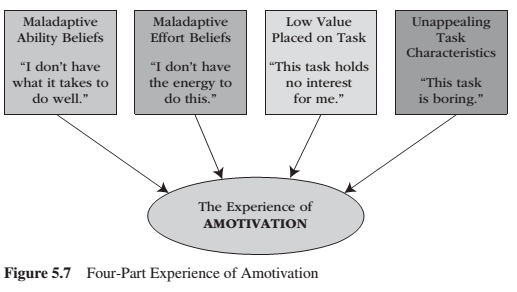 Maladaptive
Ability Beliefs
"I don't have
what it takes to
do well."
Maladaptive
Effort Beliefs
"I don't have
the energy to
do this."
Low Value
Placed on Task
"This task holds
no interest
for me."
Unappealing
Task
Characteristics
"This task
is boring."
The Experience of
AMOTIVATION
Figure 5.7 Four-Part Experience of Amotivation